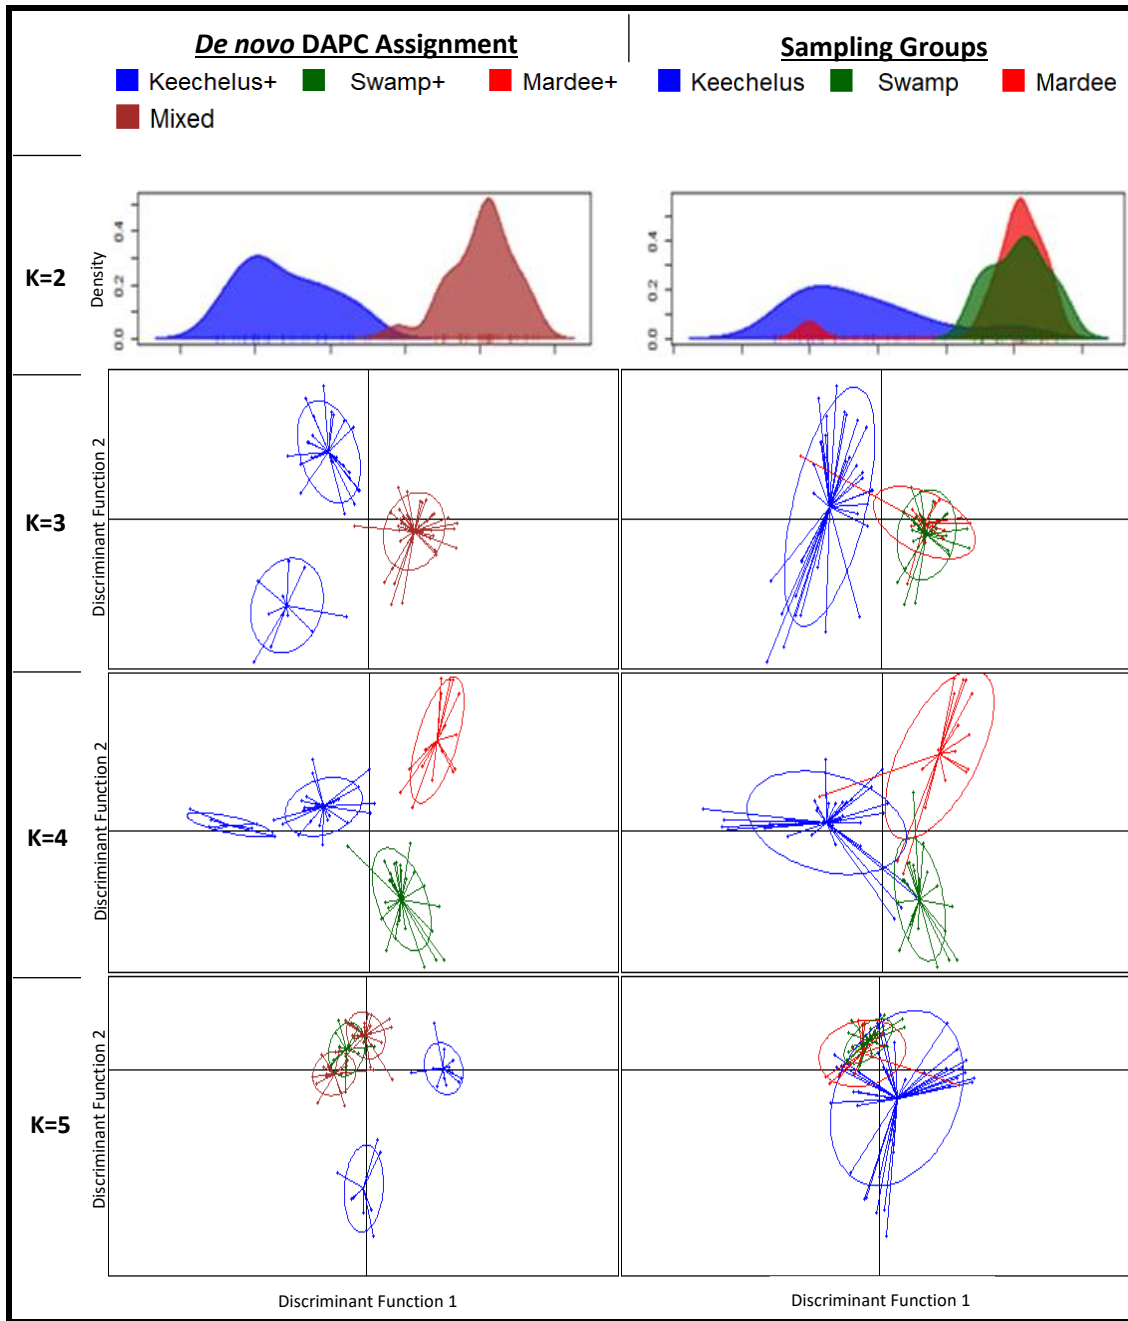 De novo DAPC Assignment
Sampling Groups
Keechelus+ Swamp+ Mardee+
Mixed
Keechelus Swamp Mardee
K=2
Density
0.0 0.2 0.4
0.0 0.2 0.4
K=3
Discriminant Function 2
K=4
Discriminant Function 2
K=5
Discriminant Function 2
Discriminant Function 1
Discriminant Function 1